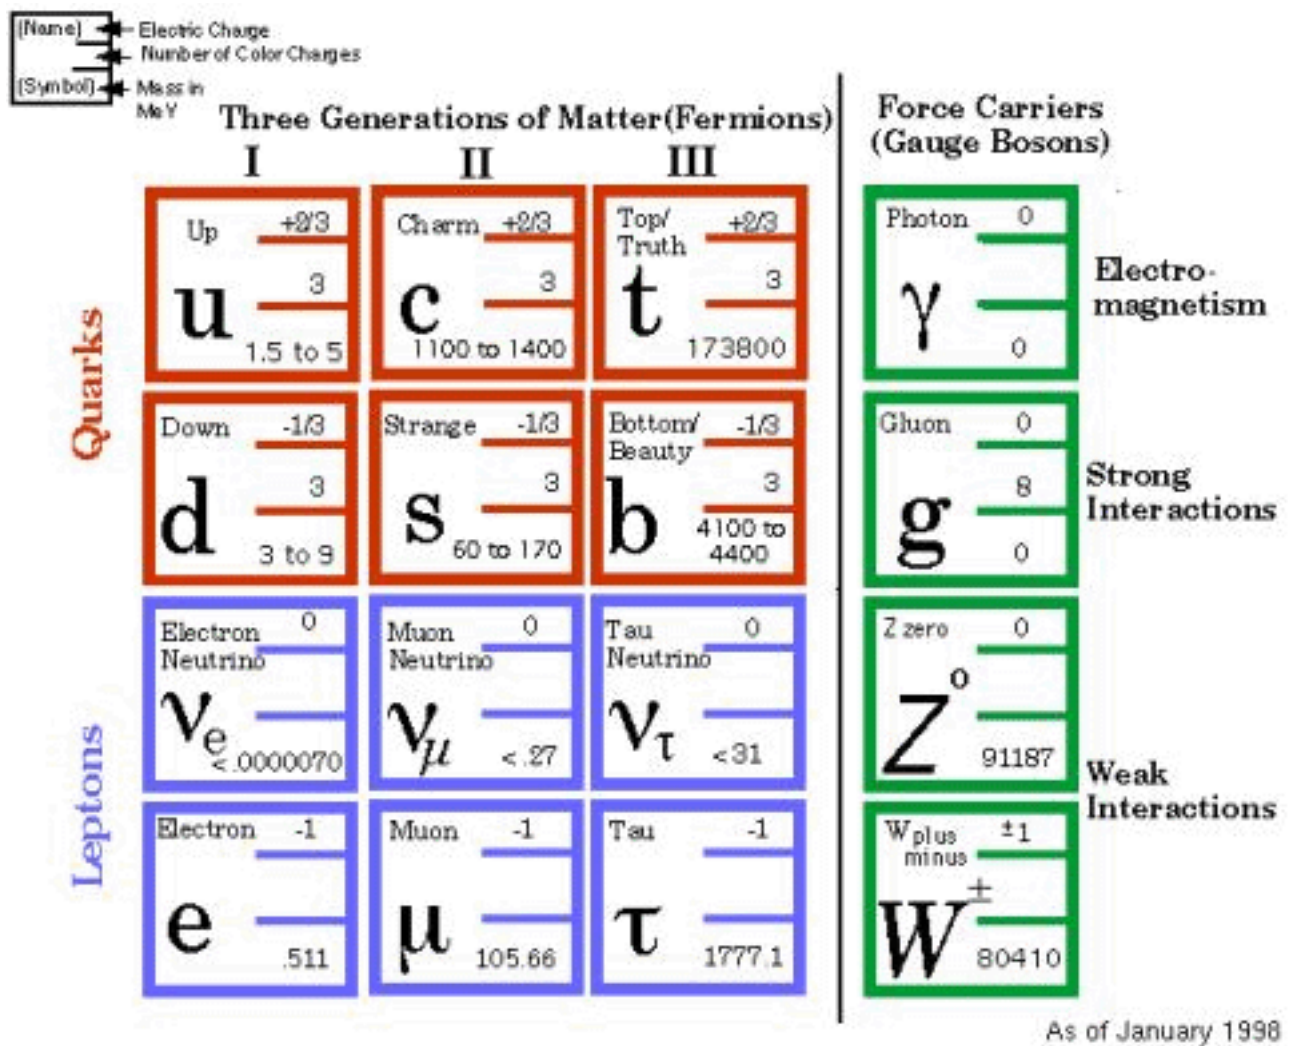 (Name)
Electric Charge
Number of Color Charges
(Symbol)
Mass in
MeV
Three Generations of Matter(Fermions)
I
II
III
Force Carriers
(Gauge Bosons)
Quarks
Up
+2/3
3
u
1.5 to 5
Charm
+2/3
3
c
1100 to 1400
Top/
Truth
+2/3
3
t
173800
Photon
0
γ
0
Electro-
magnetism
Down
-1/3
3
d
3 to 9
Strange
-1/3
3
s
60 to 170
Bottom/
Beauty
-1/3
3
b
4100 to
4400
Gluon
0
8
g
0
Strong
Interactions
Leptons
Electron
Neutrino
0
νe
<.0000070
Muon
Neutrino
0
νμ
<.27
Tau
Neutrino
0
ντ
<31
Z zero
0
Z0
91187
Weak
Interactions
Electron
-1
e
.511
Muon
-1
μ
105.66
Tau
-1
τ
1777.1
W plus
minus
±1
W±
80410
As of January 1998